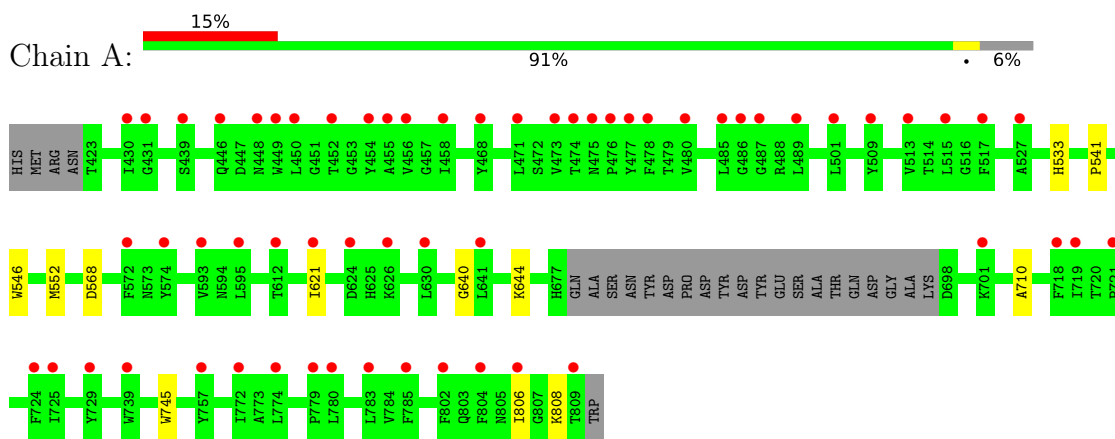 15%
Chain A:
91%
•
6%
HIS MET ARG ASN T423 I430 G431 S439 Q446 D447 N448 W449 L450 G451 T452 G453 Y454 A455 V456 G457 I458 Y468 L471 S472 V473 T474 N475 P476 Y477 F478 T479 V480 L485 G486 G487 R488 L489 L501 Y509 V513 T514 L515 G516 F517 A527 H533 P541
W546 M552 D568 F572 N573 Y574 V593 N594 L595 T612 I621 D624 H625 K626 L630 G640 L641 K644 H677 GLN ALA SER ASN TYR ASP PRO ASP TYR ASP TYR GLU SER ALA THR GLN ASP GLY ALA LYS D698 K701 A710 F718 I719 T720
F724 I725 Y729 W739 W745 Y757 I772 A773 L774 P779 L780 L783 V784 F785 F802 Q803 F804 N805 I806 G807 K808 T809 TRP